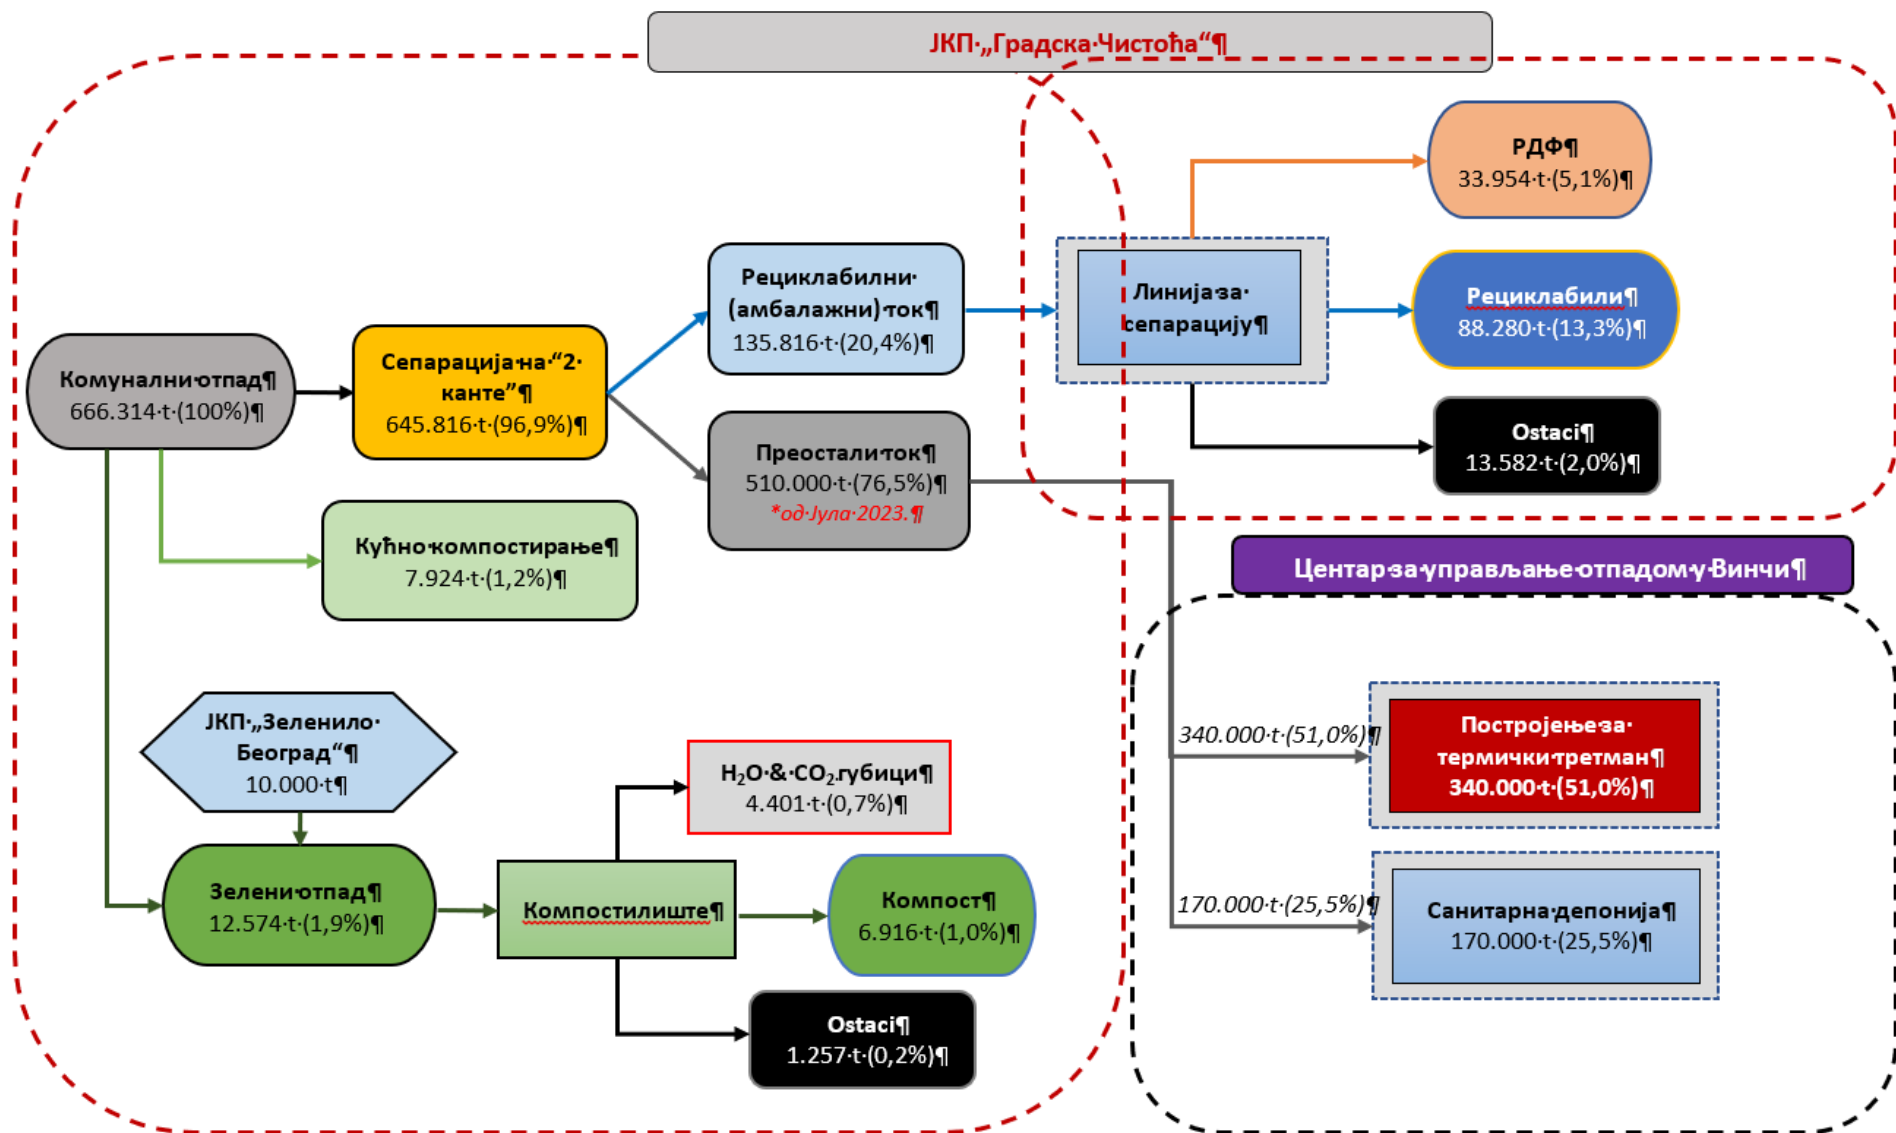 ЈКП·„Градска·Чистоћа“¶
РДФ¶
33.954·t·(5,1%)¶
Рециклабилни·
(амбалажни)·ток¶
135.816·t·(20,4%)¶
Линија·за·
сепарацију¶
Рециклабили¶
88.280·t·(13,3%)¶
Комунални·отпад¶
666.314·t·(100%)¶
Сепарација·на·“2·
канте”¶
645.816·t·(96,9%)¶
Преостали·ток¶
510.000·t·(76,5%)¶
*од·Јула·2023.¶
Ostaci¶
13.582·t·(2,0%)¶
Кућно·компостирање¶
7.924·t·(1,2%)¶
Центар·за·управљање·отпадом·у·Винчи¶
ЈКП·„Зеленило·
Београд“¶
10.000·t¶
H₂O·&·CO₂·губици¶
4.401·t·(0,7%)¶
340.000·t·(51,0%)¶
Постројење·за·
термички·третман¶
340.000·t·(51,0%)¶
Зелени·отпад¶
12.574·t·(1,9%)¶
Компостилиште¶
Компост¶
6.916·t·(1,0%)¶
170.000·t·(25,5%)¶
Санитарна·депонија¶
170.000·t·(25,5%)¶
Ostaci¶
1.257·t·(0,2%)¶